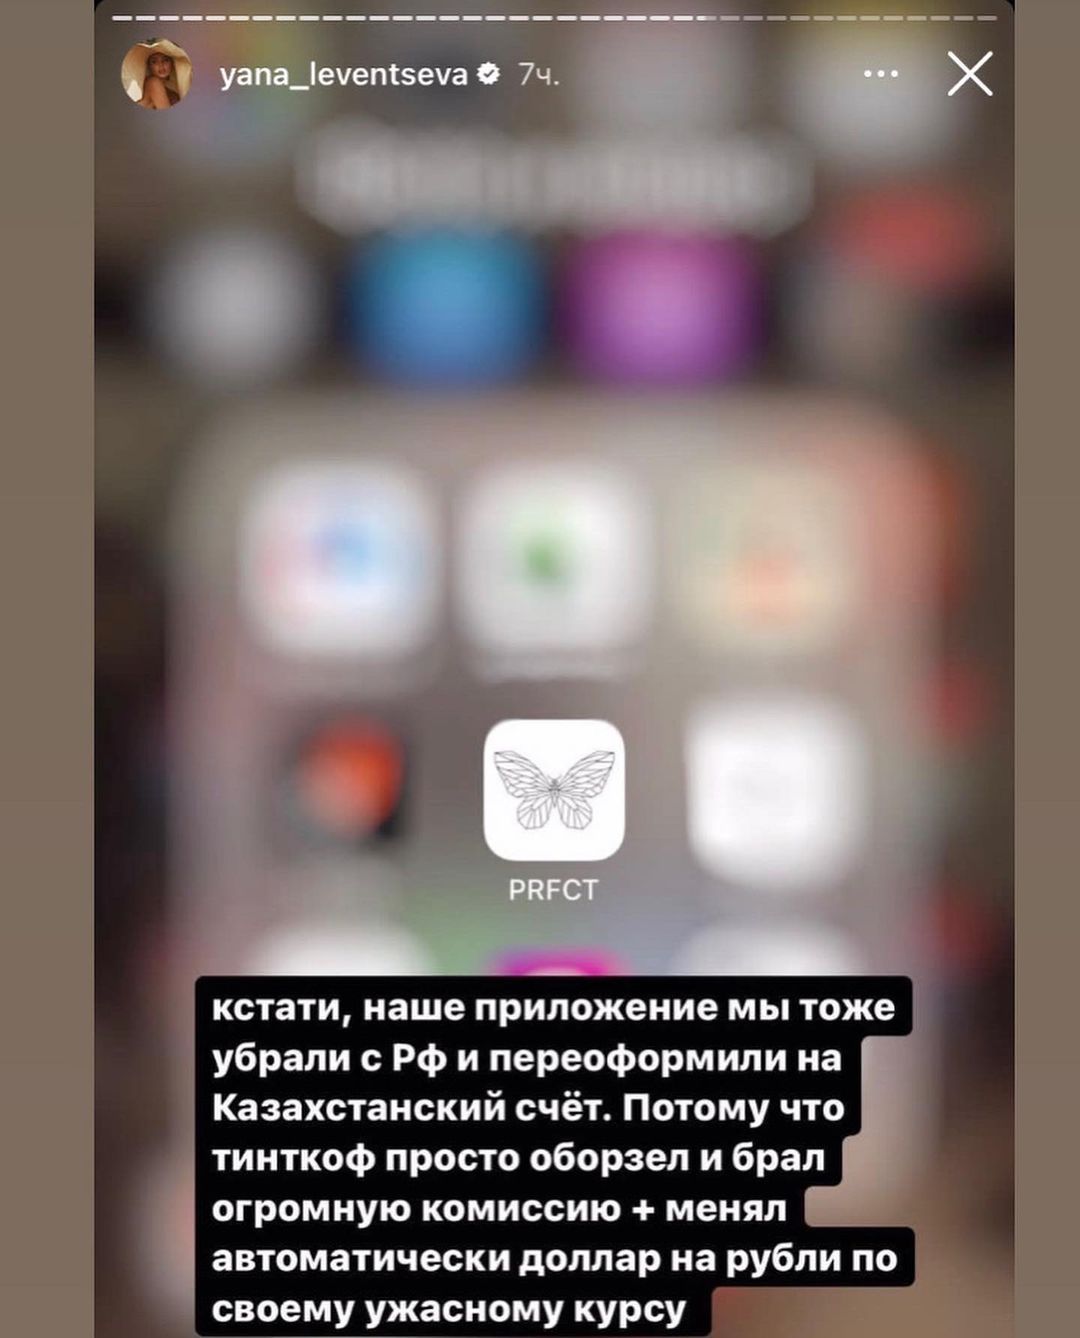 yana_leventseva 7ч.
PRFCT
кстати, наше приложение мы тоже
убрали с Рф и переоформили на
Казахстанский счёт. Потому что
тинткоф просто оборзел и брал
огромную комиссию + менял
автоматически доллар на рубли по
своему ужасному курсу